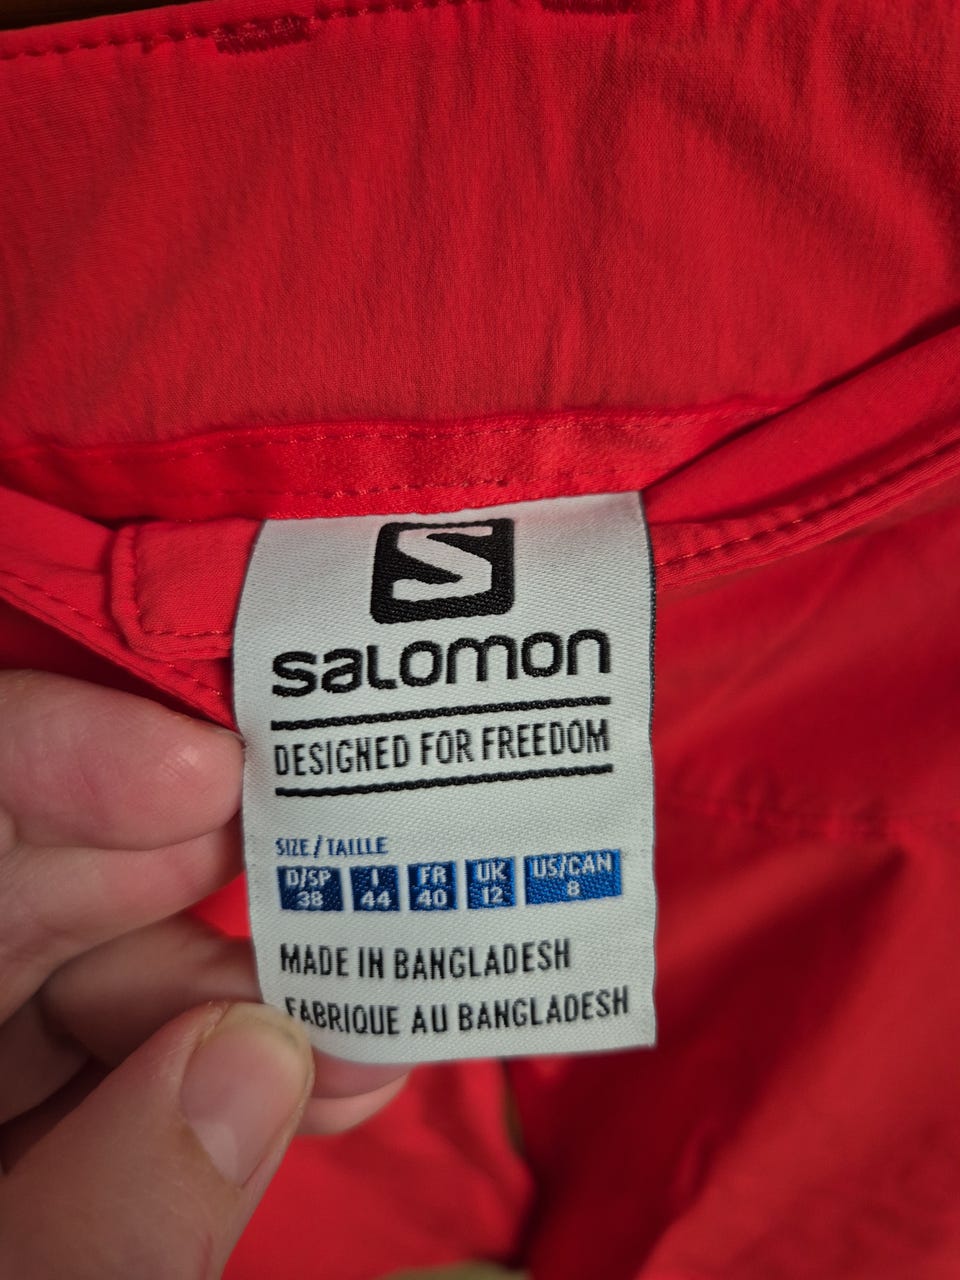 S
SALOMON
DESIGNED FOR FREEDOM
SIZE / TAILLE
D/SP I FR UK US/CAN
38 44 40 12 8
MADE IN BANGLADESH
FABRIQUE AU BANGLADESH